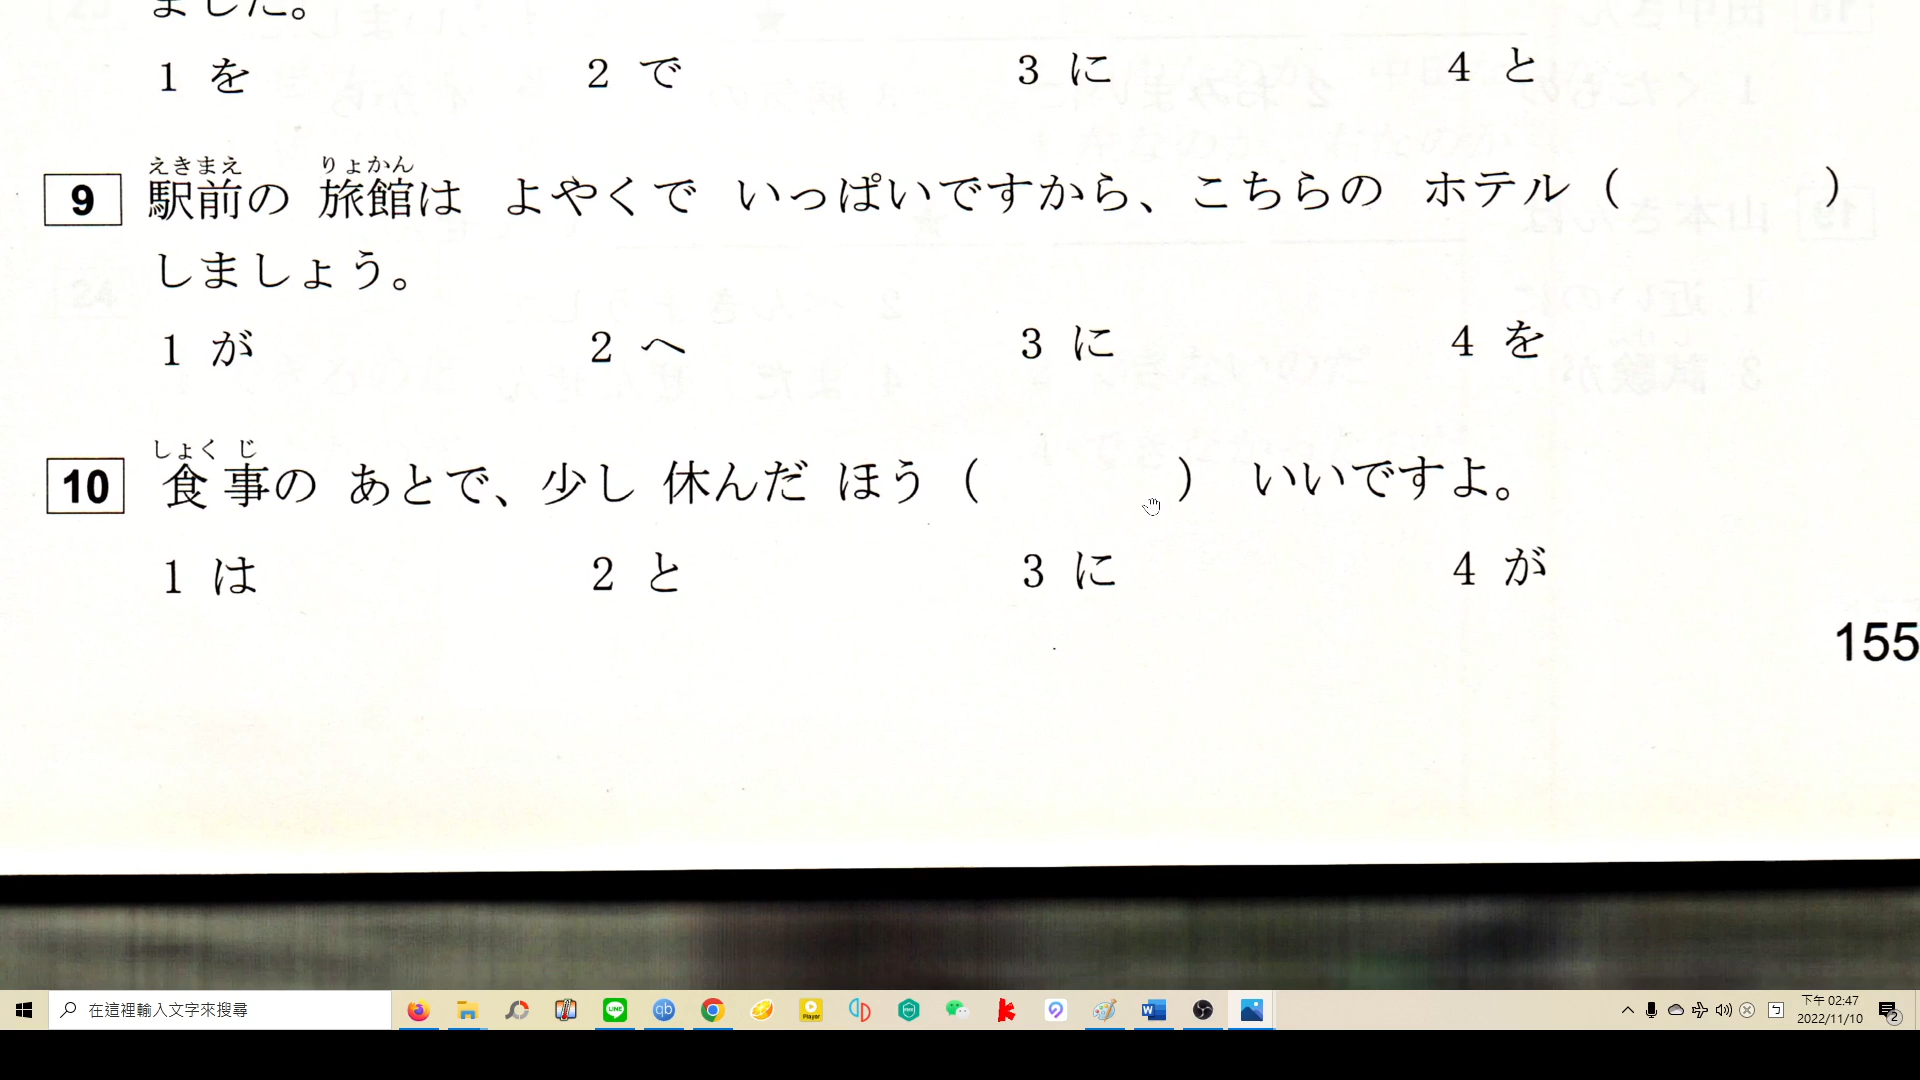 ました。
1 を 2 で 3 に 4 と
えきまえ りょかん
9 駅前の 旅館は よやくで いっぱいですから、こちらの ホテル( )
しましょう。
1 が 2 へ 3 に 4 を
しょく じ
10 食事の あとで、少し 休んだ ほう( ) いいですよ。
1 は 2 と 3 に 4 が
155
在這裡輸入文字來搜尋
下午 02:47
2022/11/10
2